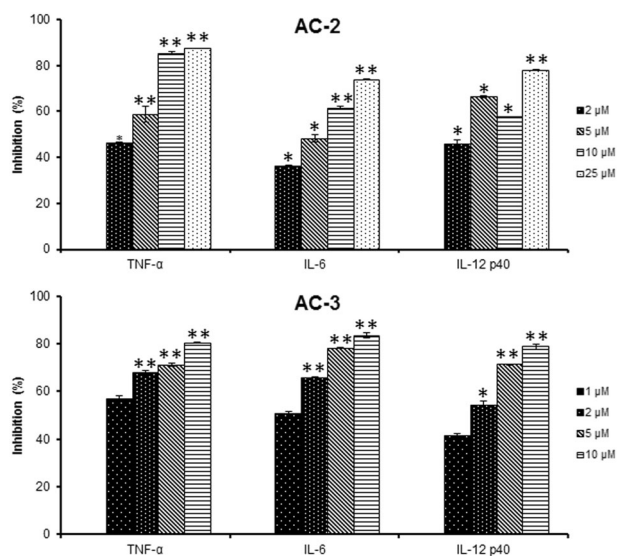 AC-2
Inhibition (%)
100
80
60
40
20
0
*
**
**
**
*
*
**
**
*
*
*
**
TNF-α
IL-6
IL-12 p40
2 μM
5 μM
10 μM
25 μM
AC-3
Inhibition (%)
100
80
60
40
20
0
**
**
**
**
**
**
*
**
**
TNF-α
IL-6
IL-12 p40
1 μM
2 μM
5 μM
10 μM